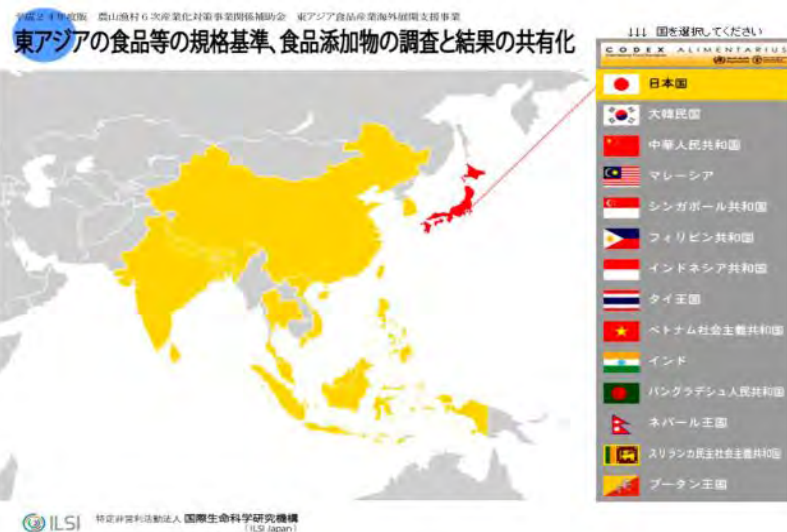 平成24年度版 農山漁村6次産業化対策事業関係補助金 東アジア食品産業海外展開支援事業
東アジアの食品等の規格基準、食品添加物の調査と結果の共有化
↓↓↓ 国を選択してください
CODEX ALIMENTARIUS
日本国
大韓民国
中華人民共和国
マレーシア
シンガポール共和国
フィリピン共和国
インドネシア共和国
タイ王国
ベトナム社会主義共和国
インド
バングラデシュ人民共和国
ネパール王国
スリランカ民主社会主義共和国
ブータン王国
ILSI 特定非営利活動法人 国際生命科学研究機構
(ILSI Japan)